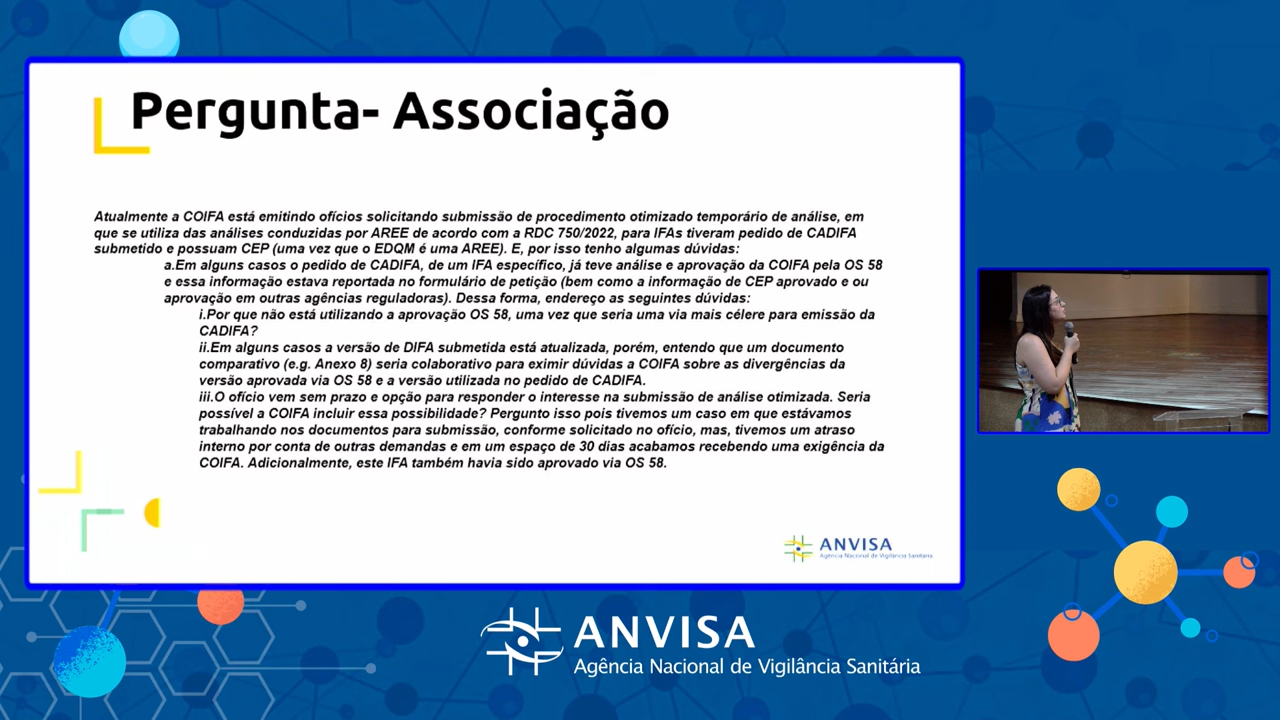 Pergunta- Associação
Atualmente a COIFA está emitindo ofícios solicitando submissão de procedimento otimizado temporário de análise, em
que se utiliza das análises conduzidas por AREE de acordo com a RDC 750/2022, para IFAs tiveram pedido de CADIFA
submetido e possuam CEP (uma vez que o EDQM é uma AREE). E, por isso tenho algumas dúvidas:
a.Em alguns casos o pedido de CADIFA, de um IFA específico, já teve análise e aprovação da COIFA pela OS 58
e essa informação estava reportada no formulário de petição (bem como a informação de CEP aprovado e ou
aprovação em outras agências reguladoras). Dessa forma, endereço as seguintes dúvidas:
i.Por que não está utilizando a aprovação OS 58, uma vez que seria uma via mais célere para emissão da
CADIFA?
ii.Em alguns casos a versão de DIFA submetida está atualizada, porém, entendo que um documento
comparativo (e.g. Anexo 8) seria colaborativo para eximir dúvidas a COIFA sobre as divergências da
versão aprovada via OS 58 e a versão utilizada no pedido de CADIFA.
iii.O ofício vem sem prazo e opção para responder o interesse na submissão de análise otimizada. Seria
possível a COIFA incluir essa possibilidade? Pergunto isso pois tivemos um caso em que estávamos
trabalhando nos documentos para submissão, conforme solicitado no ofício, mas, tivemos um atraso
interno por conta de outras demandas e em um espaço de 30 dias acabamos recebendo uma exigência da
COIFA. Adicionalmente, este IFA também havia sido aprovado via OS 58.
ANVISA
Agência Nacional de Vigilância Sanitária
ANVISA
Agência Nacional de Vigilância Sanitária